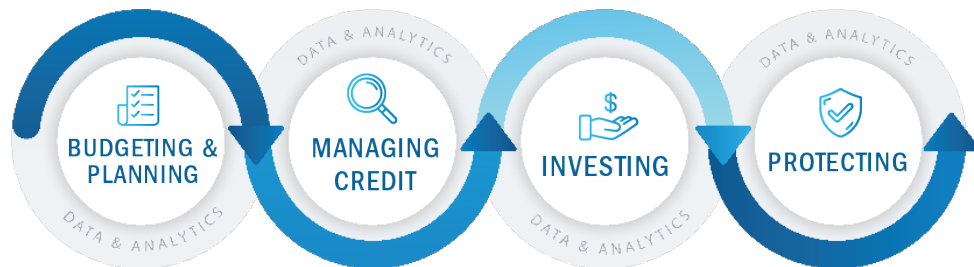 BUDGETING &
PLANNING
DATA & ANALYTICS
DATA & ANALYTICS
MANAGING
CREDIT
$
INVESTING
DATA & ANALYTICS
DATA & ANALYTICS
PROTECTING